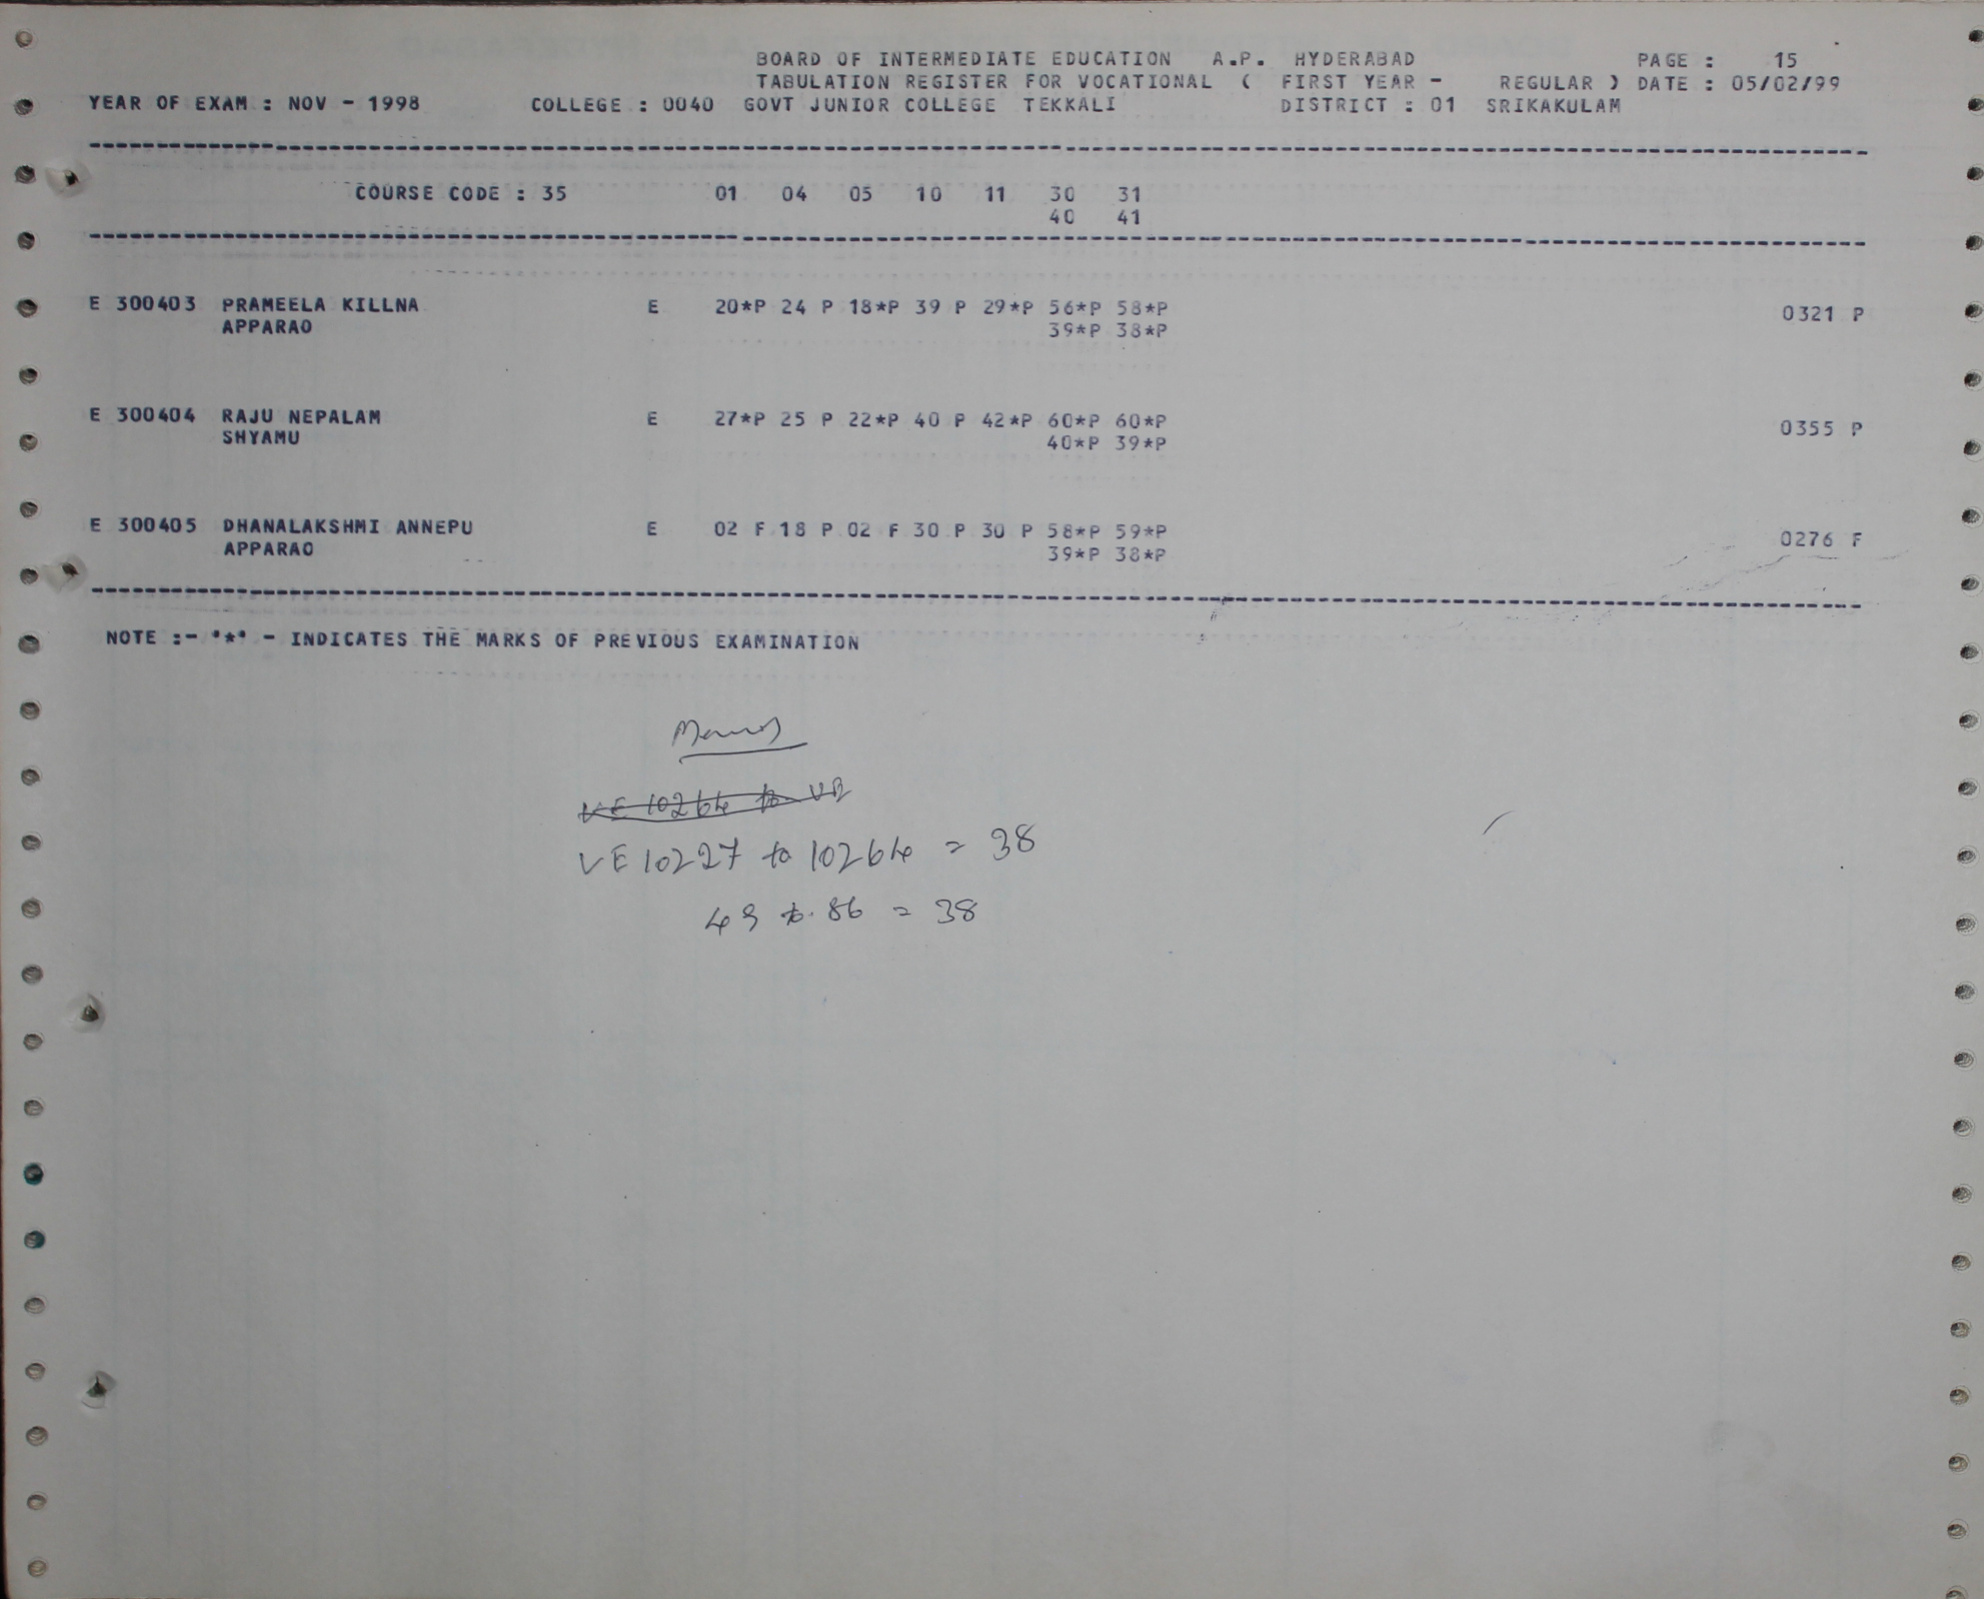 BOARD OF INTERMEDIATE EDUCATION A.P. HYDERABAD PAGE : 15
TABULATION REGISTER FOR VOCATIONAL ( FIRST YEAR - REGULAR ) DATE : 05/02/99
YEAR OF EXAM : NOV - 1998 COLLEGE : 0040 GOVT JUNIOR COLLEGE TEKKALI DISTRICT : 01 SRIKAKULAM
COURSE CODE : 35 01 04 05 10 11 30 31
40 41
E 300403 PRAMEELA KILLNA E 20*P 24 P 18*P 39 P 29*P 56*P 58*P 0321 P
APPARAO 39*P 38*P
E 300404 RAJU NEPALAM E 27*P 25 P 22*P 40 P 42*P 60*P 60*P 0355 P
SHYAMU 40*P 39*P
E 300405 DHANALAKSHMI ANNEPU E 02 F 18 P 02 F 30 P 30 P 58*P 59*P 0276 F
APPARAO 39*P 38*P
NOTE :- '*' - INDICATES THE MARKS OF PREVIOUS EXAMINATION
VE 10264 to
VE 10227 to 10264 = 38
49 to 86 = 38